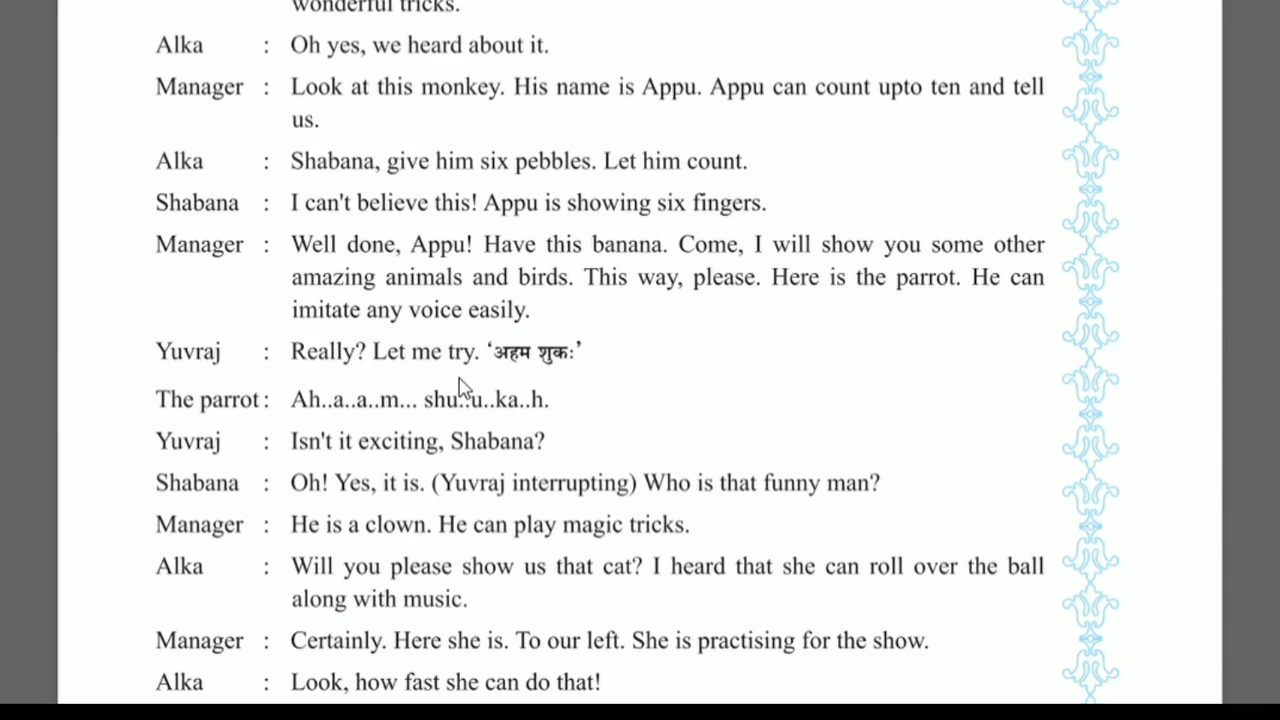 wonderful tricks.
Alka : Oh yes, we heard about it.
Manager : Look at this monkey. His name is Appu. Appu can count upto ten and tell
us.
Alka : Shabana, give him six pebbles. Let him count.
Shabana : I can't believe this! Appu is showing six fingers.
Manager : Well done, Appu! Have this banana. Come, I will show you some other
amazing animals and birds. This way, please. Here is the parrot. He can
imitate any voice easily.
Yuvraj : Really? Let me try. ‘अहम शुकः’
The parrot : Ah..a..a..m... shu..u..ka..h.
Yuvraj : Isn't it exciting, Shabana?
Shabana : Oh! Yes, it is. (Yuvraj interrupting) Who is that funny man?
Manager : He is a clown. He can play magic tricks.
Alka : Will you please show us that cat? I heard that she can roll over the ball
along with music.
Manager : Certainly. Here she is. To our left. She is practising for the show.
Alka : Look, how fast she can do that!